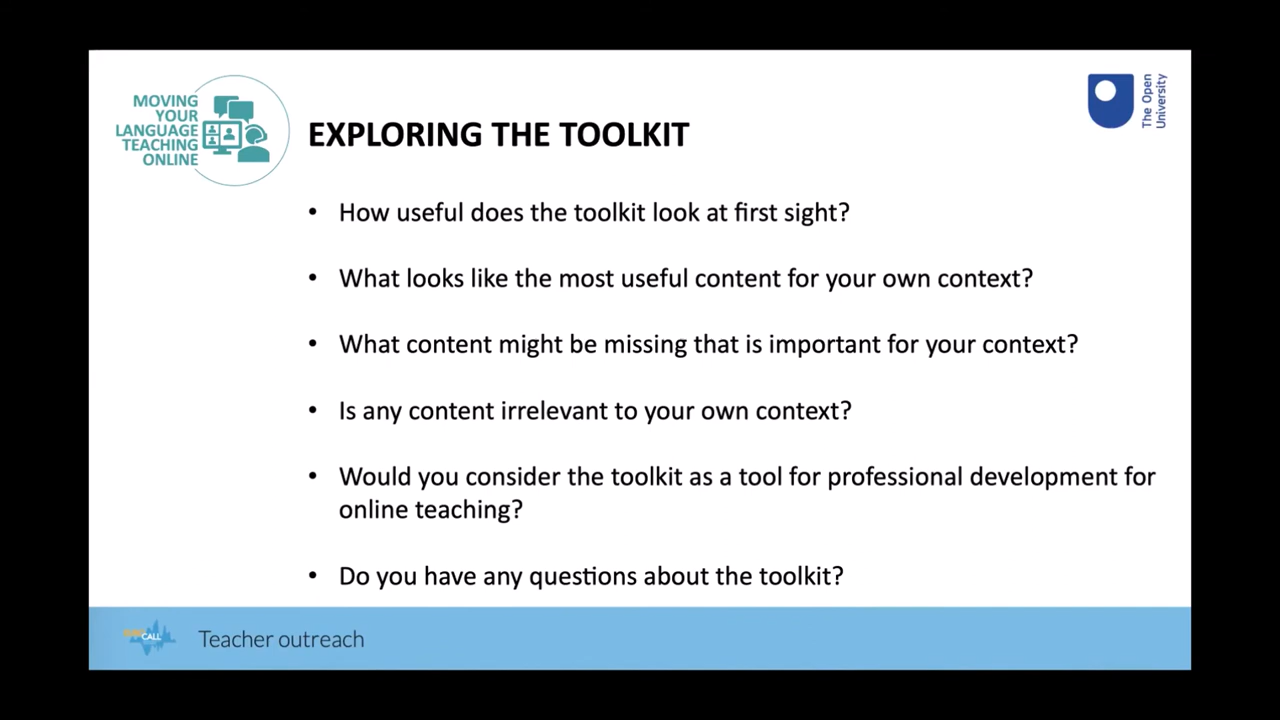 MOVING
YOUR
LANGUAGE
TEACHING
ONLINE
The Open
University
EXPLORING THE TOOLKIT
• How useful does the toolkit look at first sight?
• What looks like the most useful content for your own context?
• What content might be missing that is important for your context?
• Is any content irrelevant to your own context?
• Would you consider the toolkit as a tool for professional development for
online teaching?
• Do you have any questions about the toolkit?
CALL
Teacher outreach